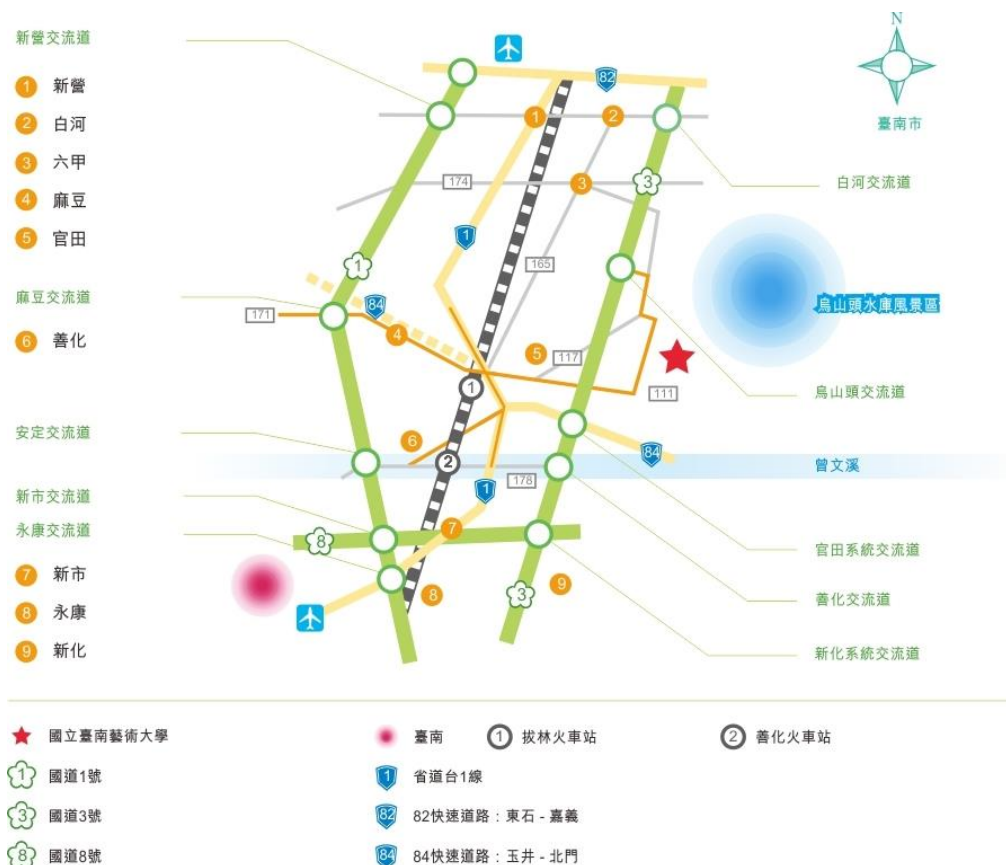 新營交流道
1 新營
2 白河
3 六甲
4 麻豆
5 官田
麻豆交流道
6 善化
安定交流道
新市交流道
永康交流道
7 新市
8 永康
9 新化
N
臺南市
白河交流道
烏山頭水庫風景區
烏山頭交流道
曾文溪
官田系統交流道
善化交流道
新化系統交流道
82
1
2
174
3
3
1
165
1
84
171
4
5
117
1
111
6
2
84
178
1
8
7
8
3
9
國立臺南藝術大學
臺南
1 拔林火車站
2 善化火車站
1 國道1號
1 省道台1線
3 國道3號
82 82快速道路：東石 - 嘉義
8 國道8號
84 84快速道路：玉井 - 北門